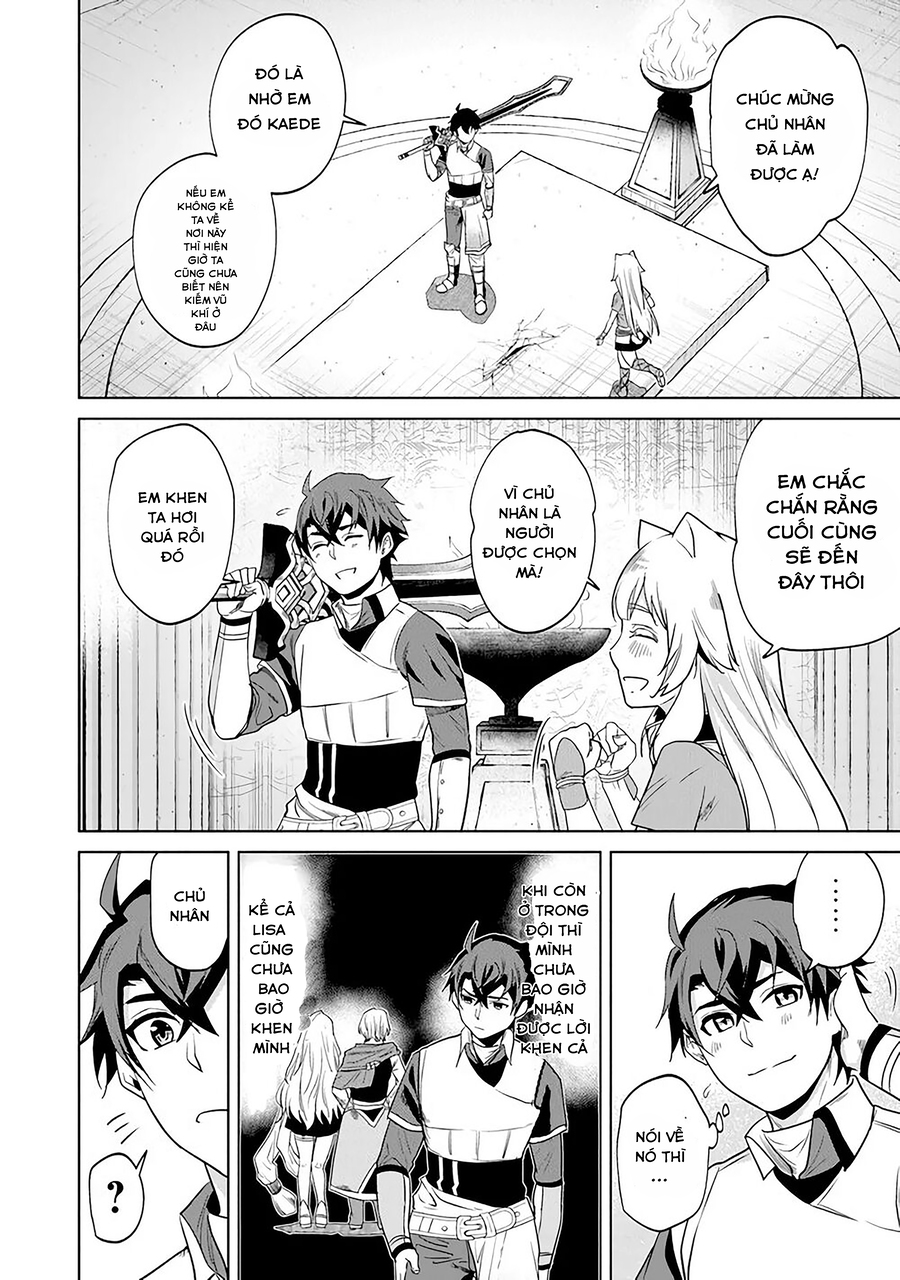 CHÚC MỪNG
CHỦ NHÂN
ĐÃ LÀM
ĐƯỢC Ạ!
ĐÓ LÀ
NHỜ EM
ĐÓ KAEDE
NẾU EM
KHÔNG KỂ
TA VỀ
NƠI NÀY
THÌ HIỆN
GIỜ TA
CŨNG CHƯA
BIẾT NÊN
KIẾM VŨ
KHÍ Ở
ĐÂU
EM CHẮC
CHẮN RẰNG
CUỐI CÙNG
SẼ ĐẾN
ĐÂY THÔI
VÌ CHỦ
NHÂN LÀ
NGƯỜI
ĐƯỢC CHỌN
MÀ!
EM KHEN
TA HƠI
QUÁ RỒI
ĐÓ
......
NÓI VỀ
NÓ THÌ
...
KHI CÒN
Ở TRONG
ĐỘI THÌ
MÌNH
CHƯA
BAO GIỜ
NHẬN
ĐƯỢC LỜI
KHEN CẢ
KỂ CẢ
LISA
CŨNG
CHƯA
BAO
GIỜ
KHEN
MÌNH
CHỦ
NHÂN
?